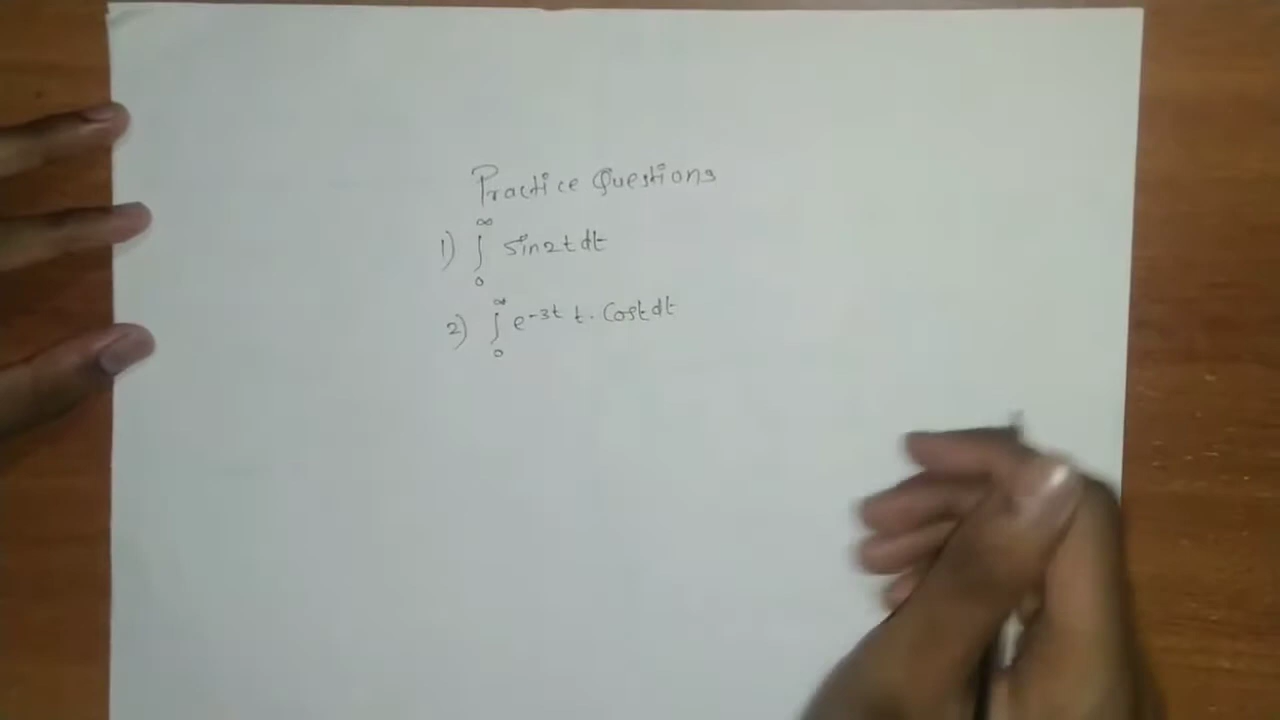 Practice Questions
1) ∫₀^∞ sin2t dt
2) ∫₀^∞ e^-3t t. Cost dt